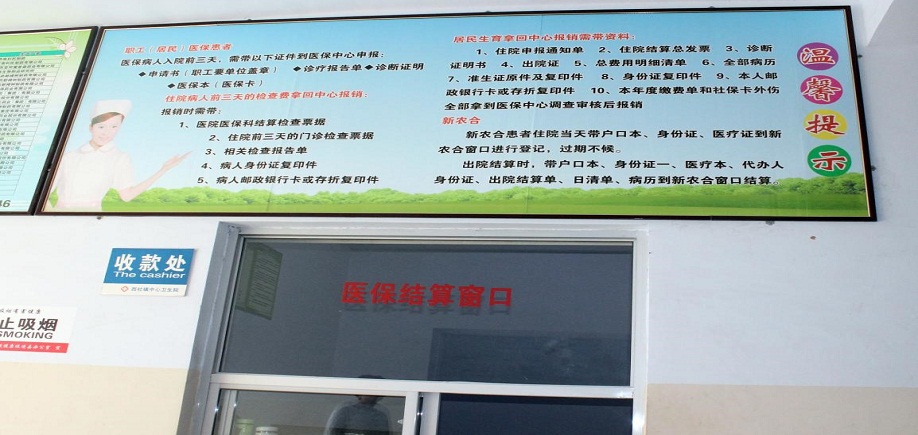 职工（居民）医保患者
医保病人入院前三天、需带以下证件到医保中心申报：
◆申请书（职工要单位盖章）◆诊疗报告单◆诊断证明
◆医保本（医保卡）
住院病人前三天的检查费拿回中心报销：
报销时需带：
1、医院医保科结算检查票据
2、住院前三天的门诊检查票据
3、相关检查报告单
4、病人身份证复印件
5、病人邮政银行卡或存折复印件
居民生育拿回中心报销需带资料：
1、住院申报通知单 2、住院结算总发票 3、诊断
证明书 4、出院证 5、总费用明细清单 6、全部病历
7、准生证原件及复印件 8、身份证复印件 9、本人邮
政银行卡或存折复印件 10、本年度缴费单和社保卡外伤
全部拿到医保中心调查审核后报销
新农合
新农合患者住院当天带户口本、身份证、医疗证到新
农合窗口进行登记，过期不候。
出院结算时，带户口本、身份证一、医疗本、代办人
身份证、出院结算单、日清单、病历到新农合窗口结算。
温馨提示
46
收款处
The cashier
医保结算窗口
止吸烟
SMOKING